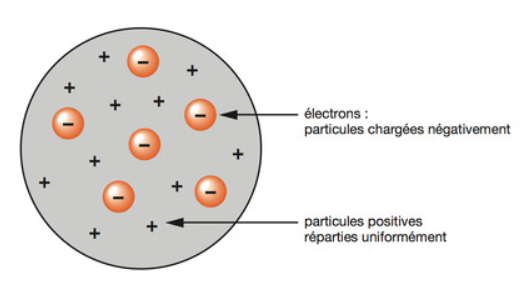 électrons :
particules chargées négativement
particules positives
réparties uniformément